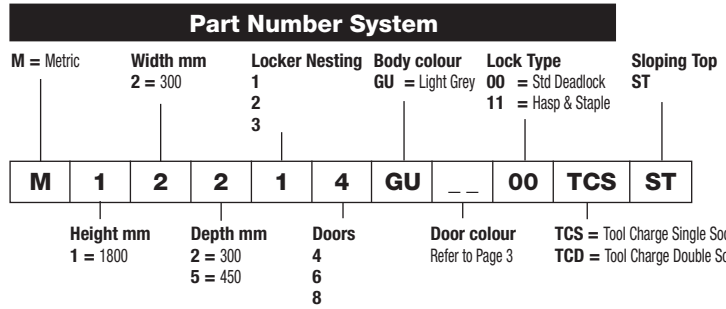 Part Number System
M = Metric
Width mm
2 = 300
Locker Nesting
1
2
3
Body colour
GU = Light Grey
Lock Type
00 = Std Deadlock
11 = Hasp & Staple
Sloping Top
ST
M 1 2 2 1 4 GU _ _ 00 TCS ST
Height mm
1 = 1800
Depth mm
2 = 300
5 = 450
Doors
4
6
8
Door colour
Refer to Page 3
TCS = Tool Charge Single
TCD = Tool Charge Double